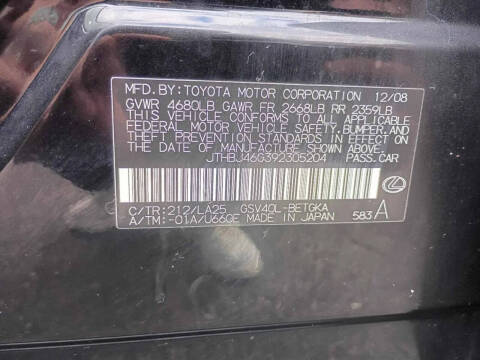 MFD.BY:TOYOTA MOTOR CORPORATION 12/08
GVWR 4680LB GAWR FR 2668LB RR 2359LB
THIS VEHICLE CONFORMS TO ALL APPLICABLE
FEDERAL MOTOR VEHICLE SAFETY, BUMPER, AND
THEFT PREVENTION STANDARDS IN EFFECT ON
THE DATE OF MANUFACTURE SHOWN ABOVE.
JTHBJ46G392305204 PASS.CAR
C/TR:212/LA25 GSV40L-BETGKA
A/TM:-01A/U660E MADE IN JAPAN 583 A